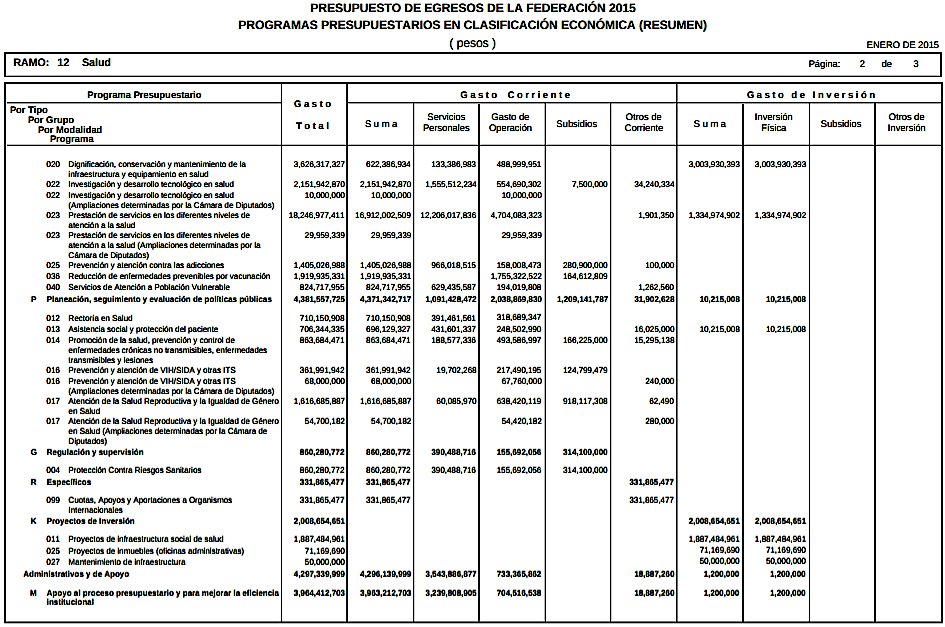 PRESUPUESTO DE EGRESOS DE LA FEDERACIÓN 2015
PROGRAMAS PRESUPUESTARIOS EN CLASIFICACIÓN ECONÓMICA (RESUMEN)
( pesos )
ENERO DE 2015
RAMO: 12 Salud Página: 2 de 3
Programa Presupuestario Gasto Total Gasto Corriente Gasto de Inversión
Por Tipo
Por Grupo
Por Modalidad
Programa
Suma Servicios Personales Gasto de Operación Subsidios Otros de Corriente Suma Inversión Física Subsidios Otros de Inversión
020 Dignificación, conservación y mantenimiento de la 3,626,317,327 622,386,934 133,386,983 488,999,951 3,003,930,393 3,003,930,393
infraestructura y equipamiento en salud
022 Investigación y desarrollo tecnológico en salud 2,151,942,870 2,151,942,870 1,555,512,234 554,690,302 7,500,000 34,240,334
022 Investigación y desarrollo tecnológico en salud 10,000,000 10,000,000 10,000,000
(Ampliaciones determinadas por la Cámara de Diputados)
023 Prestación de servicios en los diferentes niveles de 18,246,977,411 16,912,002,509 12,206,017,836 4,704,083,323 1,901,350 1,334,974,902 1,334,974,902
atención a la salud
023 Prestación de servicios en los diferentes niveles de 29,959,339 29,959,339 29,959,339
atención a la salud (Ampliaciones determinadas por la
Cámara de Diputados)
025 Prevención y atención contra las adicciones 1,405,026,988 1,405,026,988 966,018,515 158,008,473 280,900,000 100,000
036 Reducción de enfermedades prevenibles por vacunación 1,919,935,331 1,919,935,331 1,755,322,522 164,612,809
040 Servicios de Atención a Población Vulnerable 824,717,955 824,717,955 629,435,587 194,019,808 1,262,560
P Planeación, seguimiento y evaluación de políticas públicas 4,381,557,725 4,371,342,717 1,091,428,472 2,038,869,830 1,209,141,787 31,902,628 10,215,008 10,215,008
012 Rectoría en Salud 710,150,908 710,150,908 391,461,561 318,689,347
013 Asistencia social y protección del paciente 706,344,335 696,129,327 431,601,337 248,502,990 16,025,000 10,215,008 10,215,008
014 Promoción de la salud, prevención y control de 863,684,471 863,684,471 188,577,336 493,586,997 166,225,000 15,295,138
enfermedades crónicas no transmisibles, enfermedades
transmisibles y lesiones
016 Prevención y atención de VIH/SIDA y otras ITS 361,991,942 361,991,942 19,702,268 217,490,195 124,799,479
016 Prevención y atención de VIH/SIDA y otras ITS 68,000,000 68,000,000 67,760,000 240,000
(Ampliaciones determinadas por la Cámara de Diputados)
017 Atención de la Salud Reproductiva y la Igualdad de Género 1,616,685,887 1,616,685,887 60,085,970 638,420,119 918,117,308 62,490
en Salud
017 Atención de la Salud Reproductiva y la Igualdad de Género 54,700,182 54,700,182 54,420,182 280,000
en Salud (Ampliaciones determinadas por la Cámara de
Diputados)
G Regulación y supervisión 860,280,772 860,280,772 390,488,716 155,692,056 314,100,000
004 Protección Contra Riesgos Sanitarios 860,280,772 860,280,772 390,488,716 155,692,056 314,100,000
R Específicos 331,865,477 331,865,477 331,865,477
099 Cuotas, Apoyos y Aportaciones a Organismos 331,865,477 331,865,477 331,865,477
Internacionales
K Proyectos de Inversión 2,008,654,651 2,008,654,651 2,008,654,651
011 Proyectos de infraestructura social de salud 1,887,484,961 1,887,484,961 1,887,484,961
025 Proyectos de inmuebles (oficinas administrativas) 71,169,690 71,169,690 71,169,690
027 Mantenimiento de infraestructura 50,000,000 50,000,000 50,000,000
Administrativos y de Apoyo 4,297,339,999 4,296,139,999 3,543,886,877 733,365,862 18,887,260 1,200,000 1,200,000
M Apoyo al proceso presupuestario y para mejorar la eficiencia 3,964,412,703 3,963,212,703 3,239,808,905 704,516,538 18,887,260 1,200,000 1,200,000
institucional